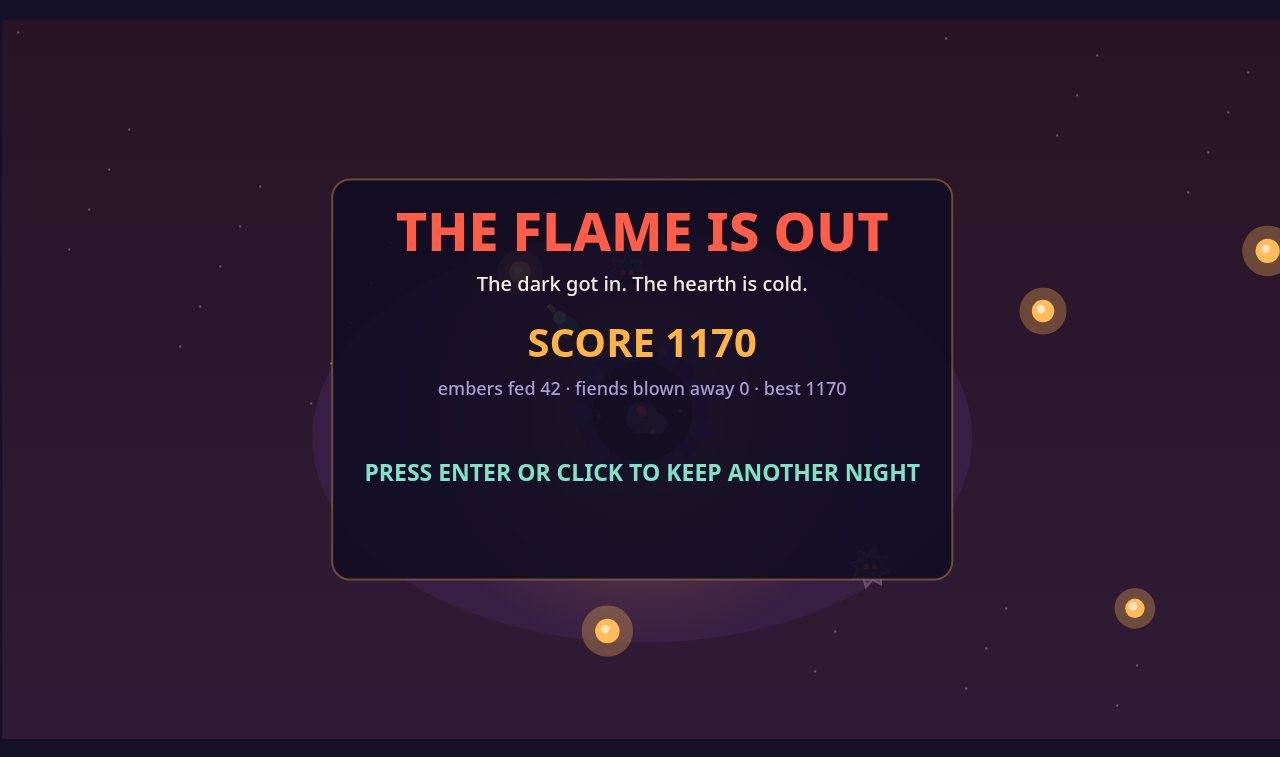 THE FLAME IS OUT
The dark got in. The hearth is cold.
SCORE 1170
embers fed 42 · fiends blown away 0 · best 1170
PRESS ENTER OR CLICK TO KEEP ANOTHER NIGHT